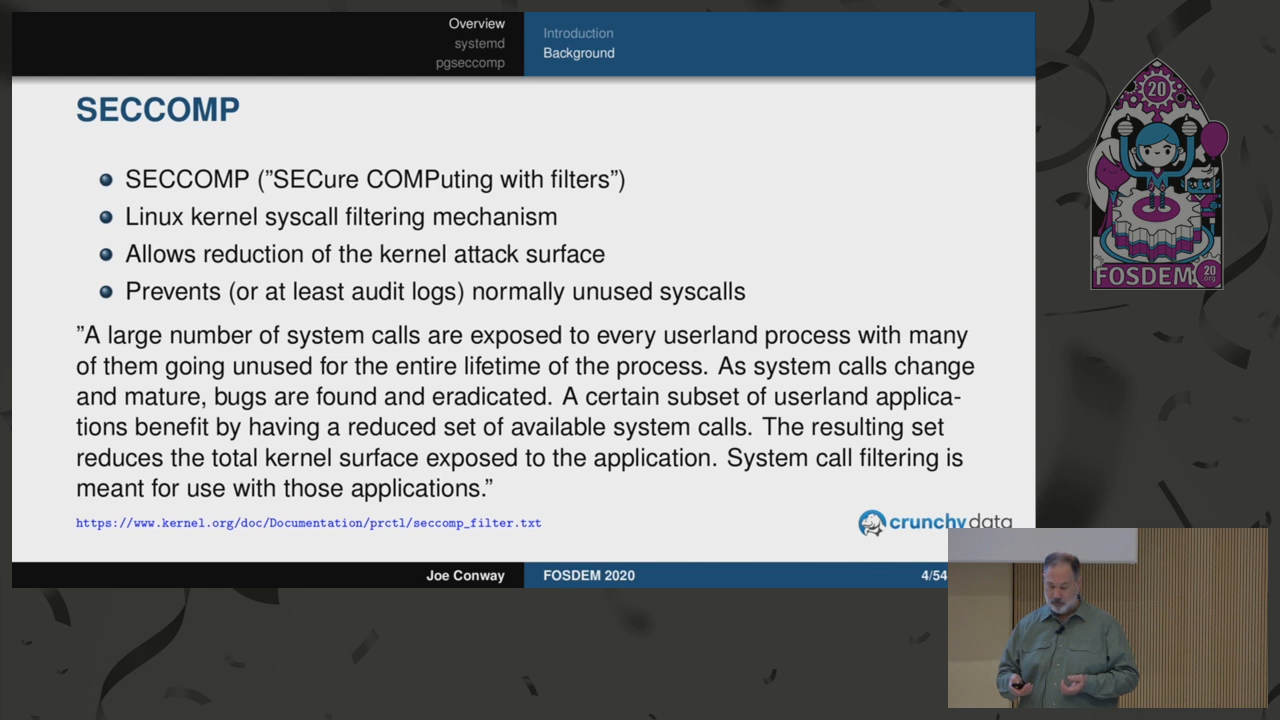 Overview
systemd
pgseccomp
Introduction
Background
SECCOMP
SECCOMP (”SECure COMPuting with filters”)
Linux kernel syscall filtering mechanism
Allows reduction of the kernel attack surface
Prevents (or at least audit logs) normally unused syscalls
”A large number of system calls are exposed to every userland process with many
of them going unused for the entire lifetime of the process. As system calls change
and mature, bugs are found and eradicated. A certain subset of userland applica-
tions benefit by having a reduced set of available system calls. The resulting set
reduces the total kernel surface exposed to the application. System call filtering is
meant for use with those applications.”
https://www.kernel.org/doc/Documentation/prctl/seccomp_filter.txt
crunchydata
Joe Conway
FOSDEM 2020
4/54
20
FOSDEM
20
.org